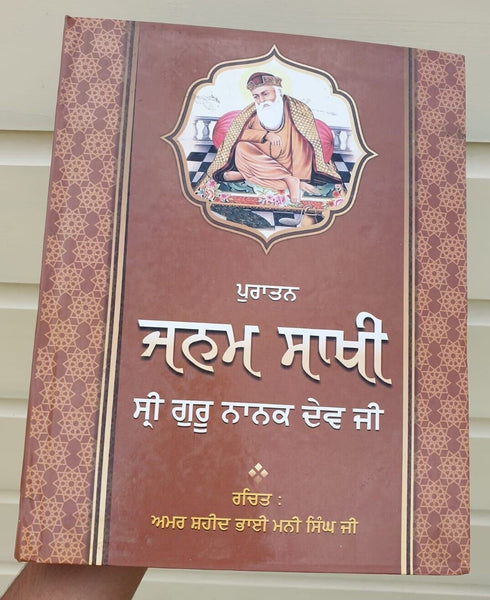 ਪੁਰਾਤਨ
ਜਨਮ ਸਾਖੀ
ਸ੍ਰੀ ਗੁਰੂ ਨਾਨਕ ਦੇਵ ਜੀ
ਰਚਿਤ :
ਅਮਰ ਸ਼ਹੀਦ ਭਾਈ ਮਨੀ ਸਿੰਘ ਜੀ